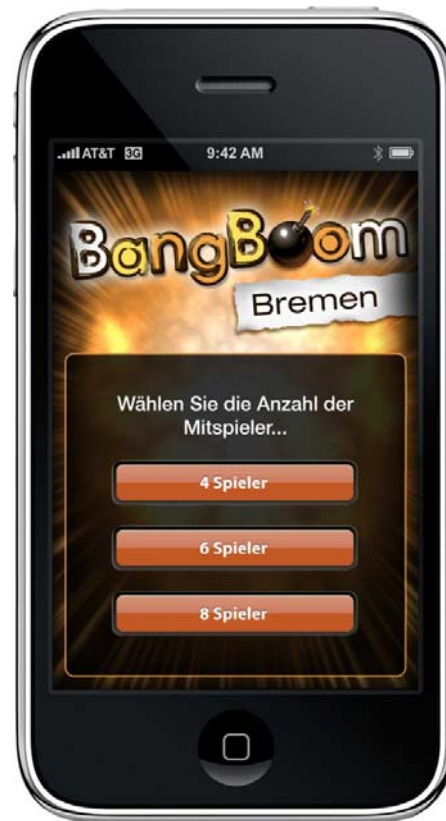 AT&T 3G 9:42 AM
BangBoom
Bremen
Wählen Sie die Anzahl der
Mitspieler...
4 Spieler
6 Spieler
8 Spieler